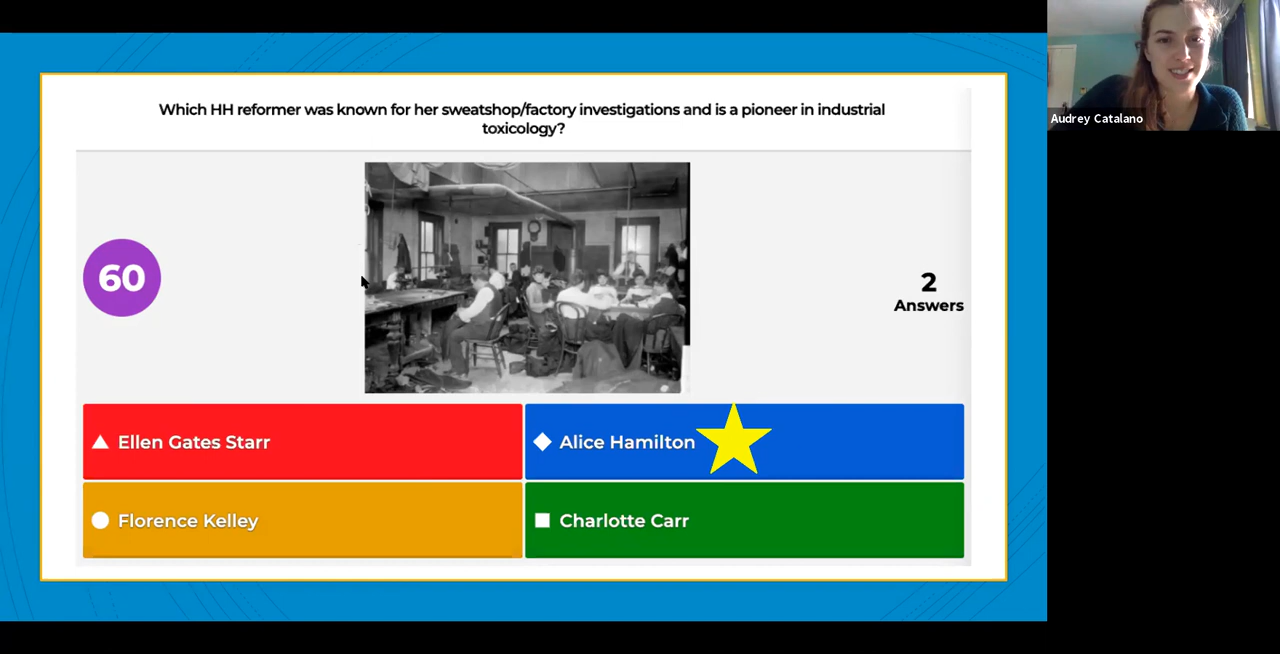 Which HH reformer was known for her sweatshop/factory investigations and is a pioneer in industrial
toxicology?
60
2
Answers
Ellen Gates Starr
Alice Hamilton
Florence Kelley
Charlotte Carr
Audrey Catalano